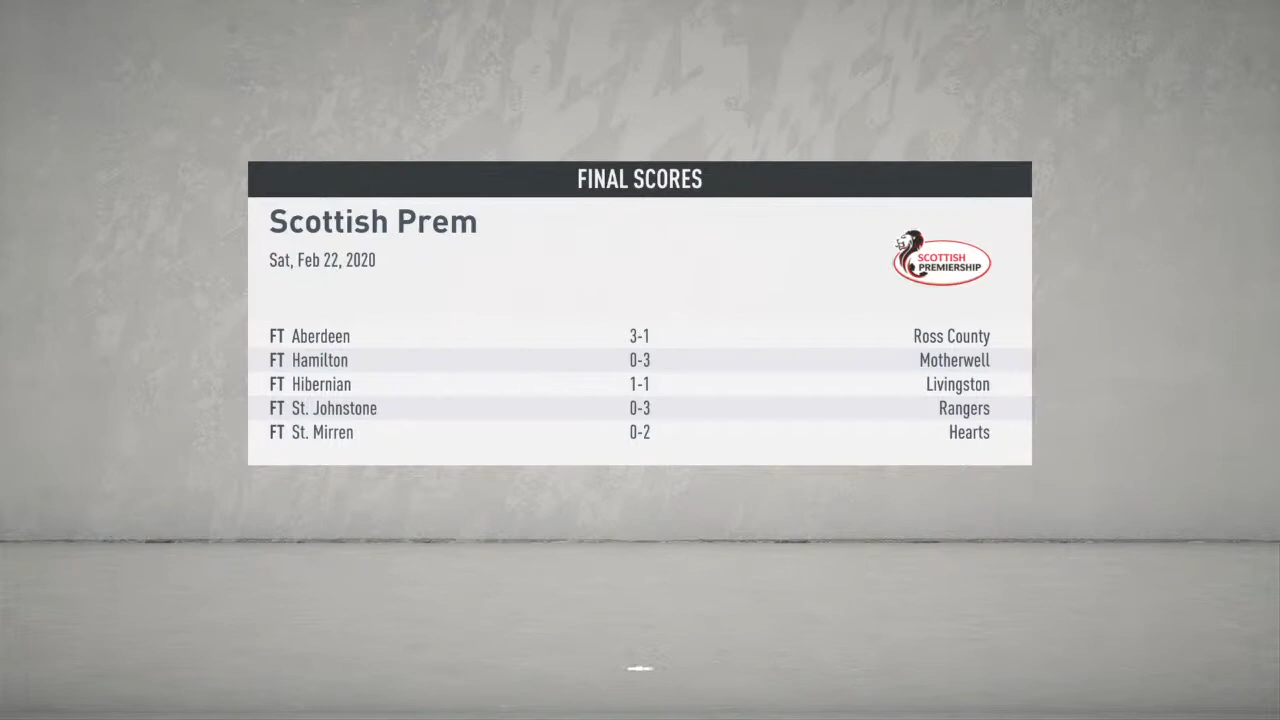 FINAL SCORES
Scottish Prem
Sat, Feb 22, 2020
SCOTTISH
PREMIERSHIP
FT Aberdeen 3-1 Ross County
FT Hamilton 0-3 Motherwell
FT Hibernian 1-1 Livingston
FT St. Johnstone 0-3 Rangers
FT St. Mirren 0-2 Hearts